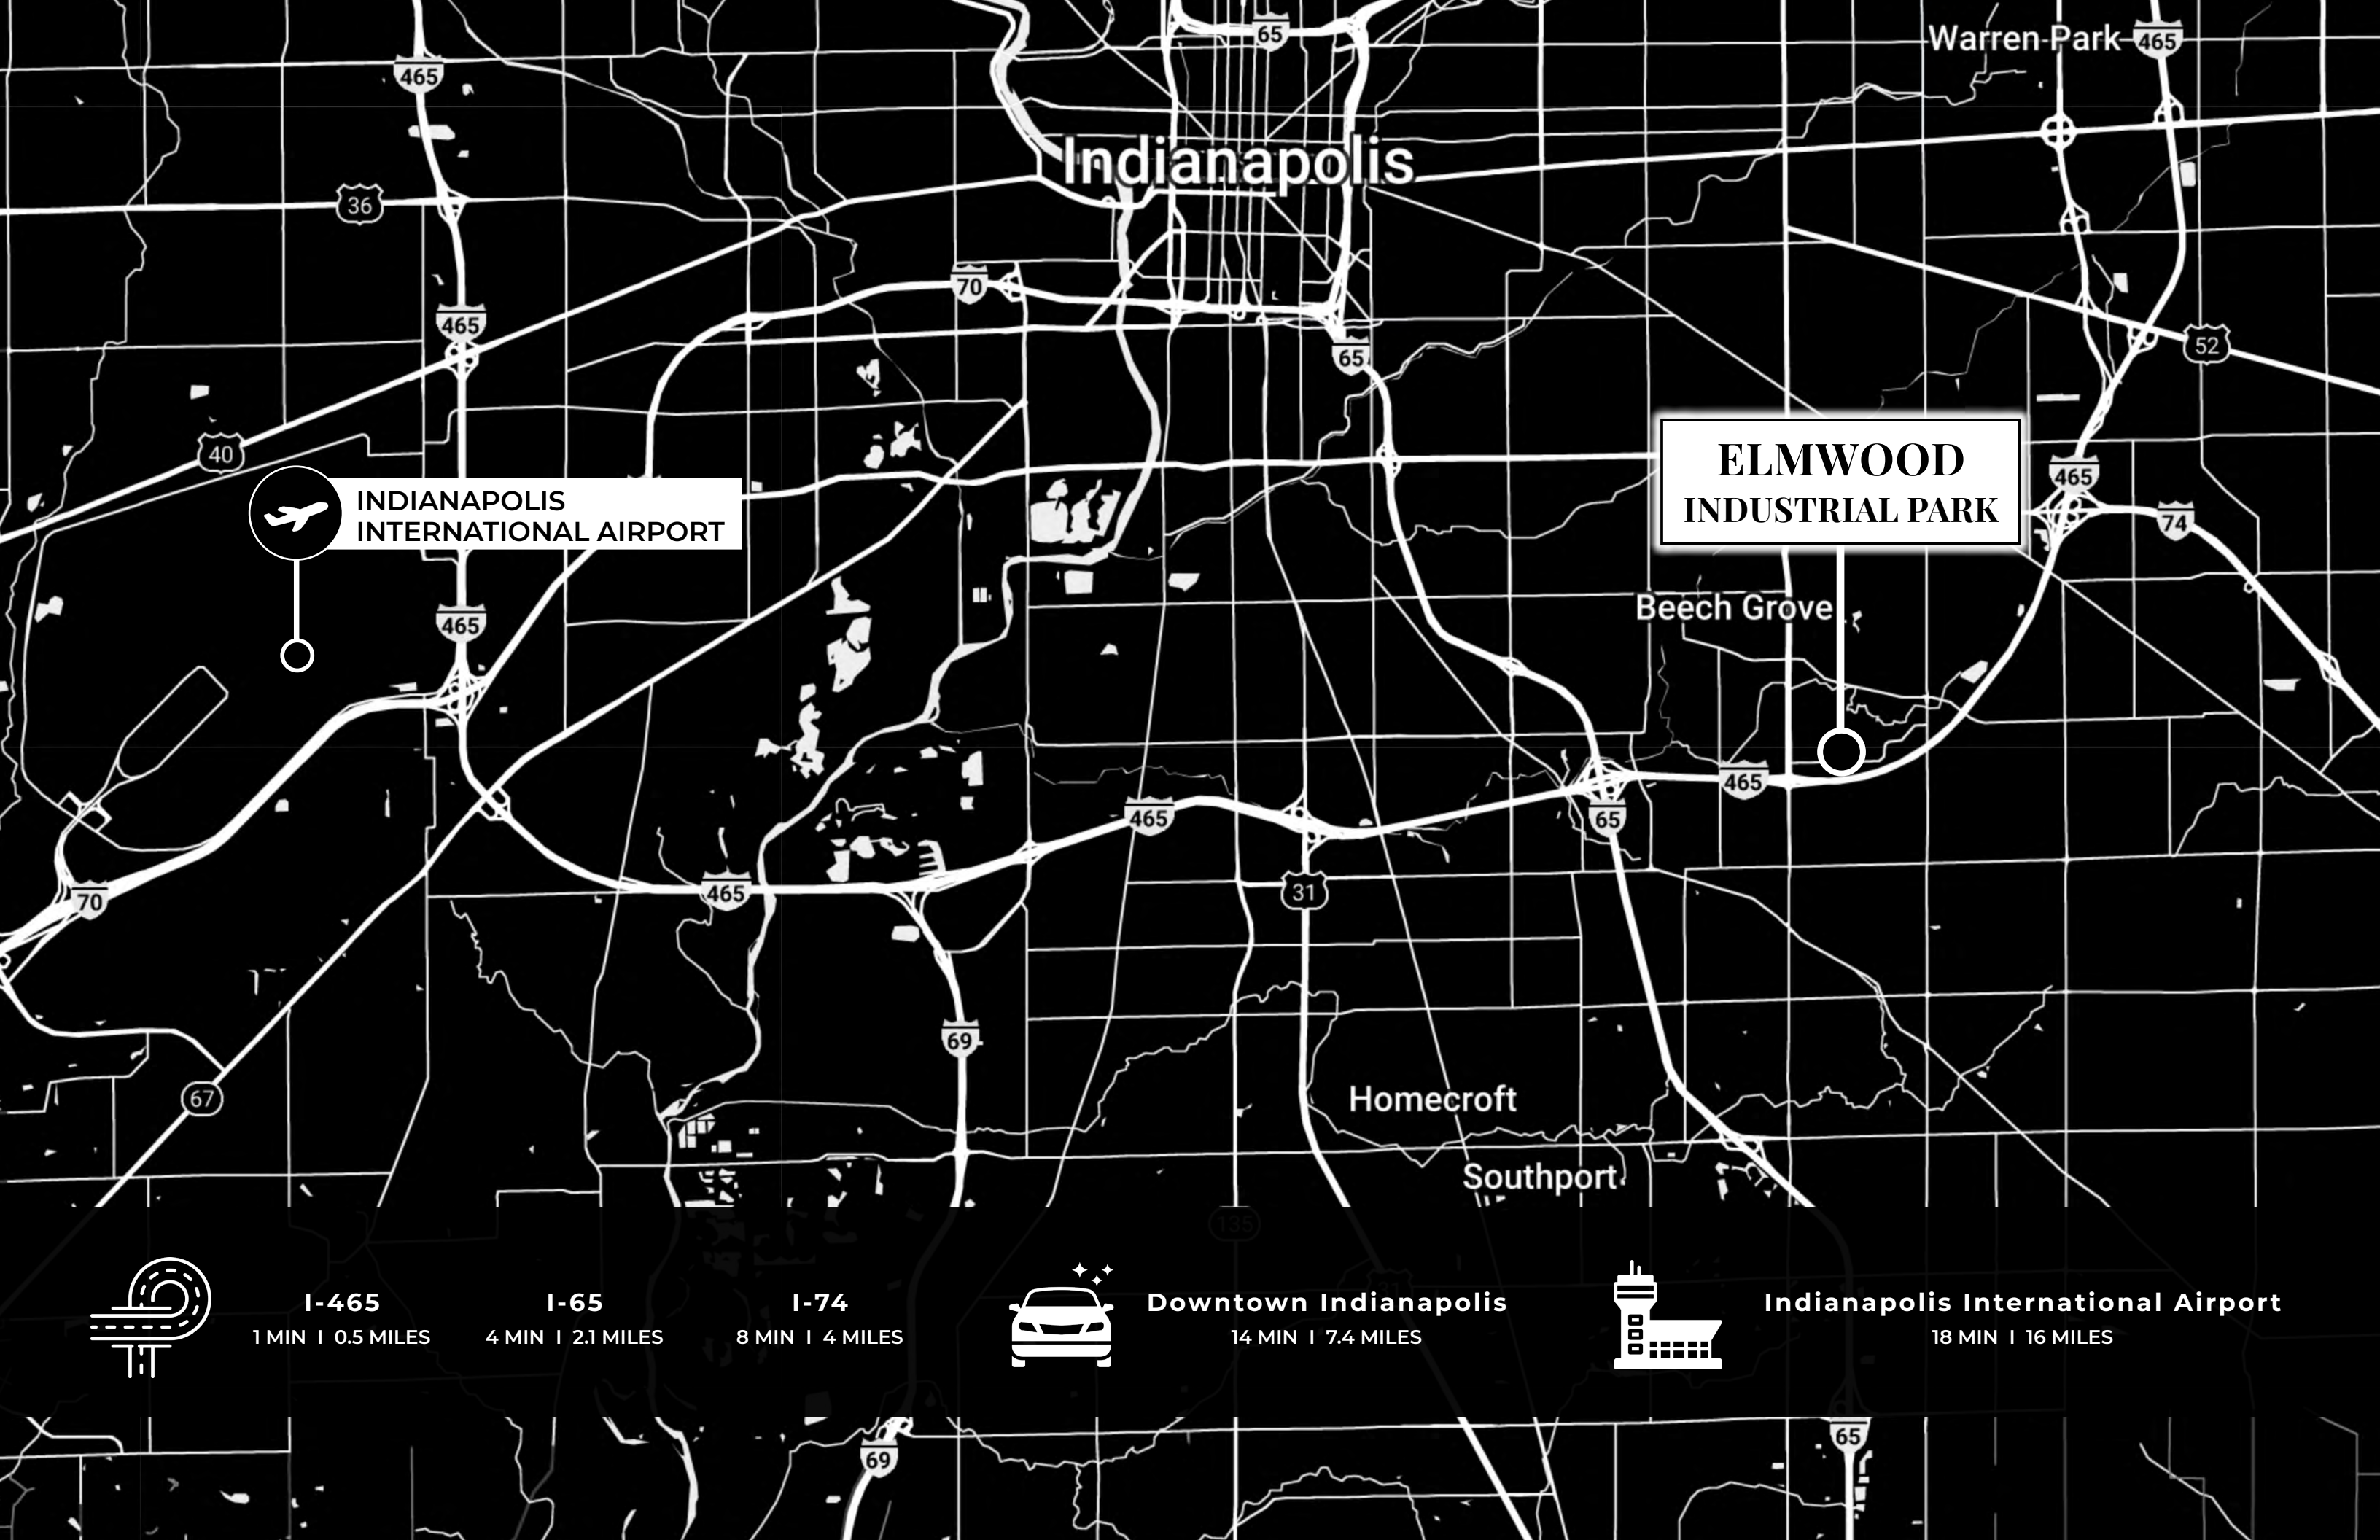 65
Warren Park
465
465
Indianapolis
36
70
465
65
52
40
ELMWOOD
INDUSTRIAL PARK
465
74
INDIANAPOLIS
INTERNATIONAL AIRPORT
465
Beech Grove
465
465
65
465
31
70
69
67
Homecroft
Southport
135
31
I-465
1 MIN I 0.5 MILES
I-65
4 MIN I 2.1 MILES
I-74
8 MIN I 4 MILES
Downtown Indianapolis
14 MIN I 7.4 MILES
Indianapolis International Airport
18 MIN I 16 MILES
65
69